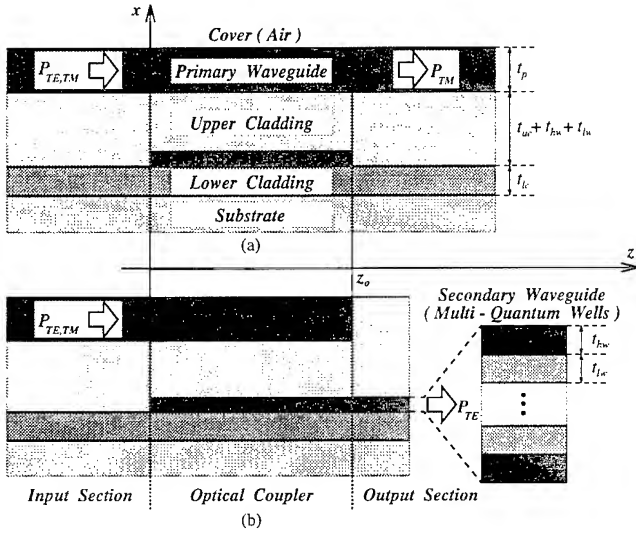 x
Cover ( Air )
P_TE,TM
Primary Waveguide
P_TM
t_p
Upper Cladding
t_uc + t_hw + t_lw
Lower Cladding
t_lc
Substrate
(a)
z
z_o
Secondary Waveguide
( Multi - Quantum Wells )
P_TE,TM
t_hw
t_lw
P_TE
Input Section
Optical Coupler
Output Section
(b)